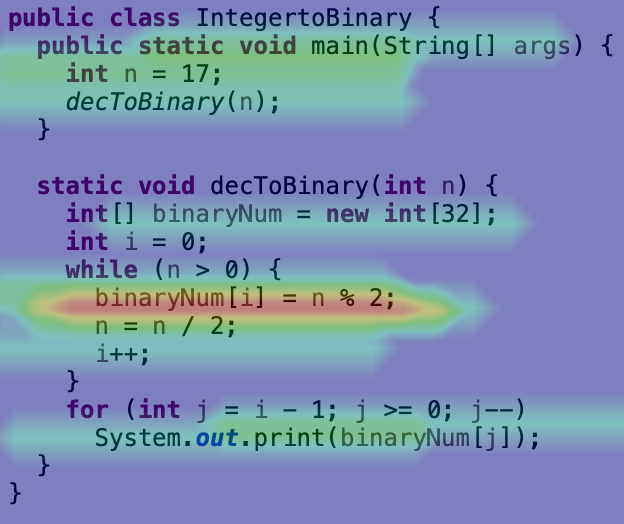 public class IntegertoBinary {
public static void main(String[] args) {
int n = 17;
decToBinary(n);
}
static void decToBinary(int n) {
int[] binaryNum = new int[32];
int i = 0;
while (n > 0) {
binaryNum[i] = n % 2;
n = n / 2;
i++;
}
for (int j = i - 1; j >= 0; j--)
System.out.print(binaryNum[j]);
}
}